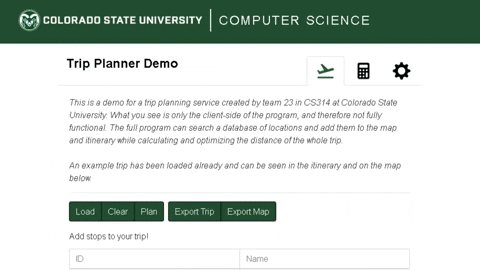 COLORADO STATE UNIVERSITY COMPUTER SCIENCE
Trip Planner Demo
This is a demo for a trip planning service created by team 23 in CS314 at Colorado State
University. What you see is only the client-side of the program, and therefore not fully
functional. The full program can search a database of locations and add them to the map
and itinerary while calculating and optimizing the distance of the whole trip.
An example trip has been loaded already and can be seen in the itinerary and on the map
below.
Load Clear Plan Export Trip Export Map
Add stops to your trip!
ID Name